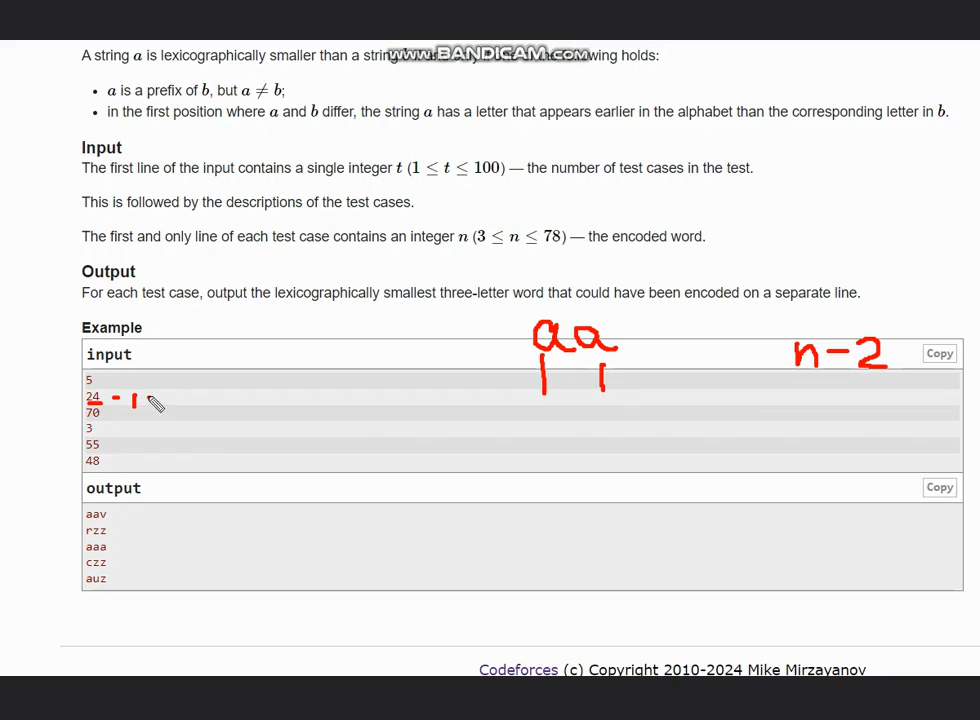 www.BANDICAM.com
A string a is lexicographically smaller than a string wing holds:
• a is a prefix of b, but a ≠ b;
• in the first position where a and b differ, the string a has a letter that appears earlier in the alphabet than the corresponding letter in b.
Input
The first line of the input contains a single integer t (1 ≤ t ≤ 100) — the number of test cases in the test.
This is followed by the descriptions of the test cases.
The first and only line of each test case contains an integer n (3 ≤ n ≤ 78) — the encoded word.
Output
For each test case, output the lexicographically smallest three-letter word that could have been encoded on a separate line.
Example
aa
n-2
input
Copy
1 1
5
24 - 1
70
3
55
48
output
Copy
aav
rzz
aaa
czz
auz
Codeforces (c) Copyright 2010-2024 Mike Mirzayanov